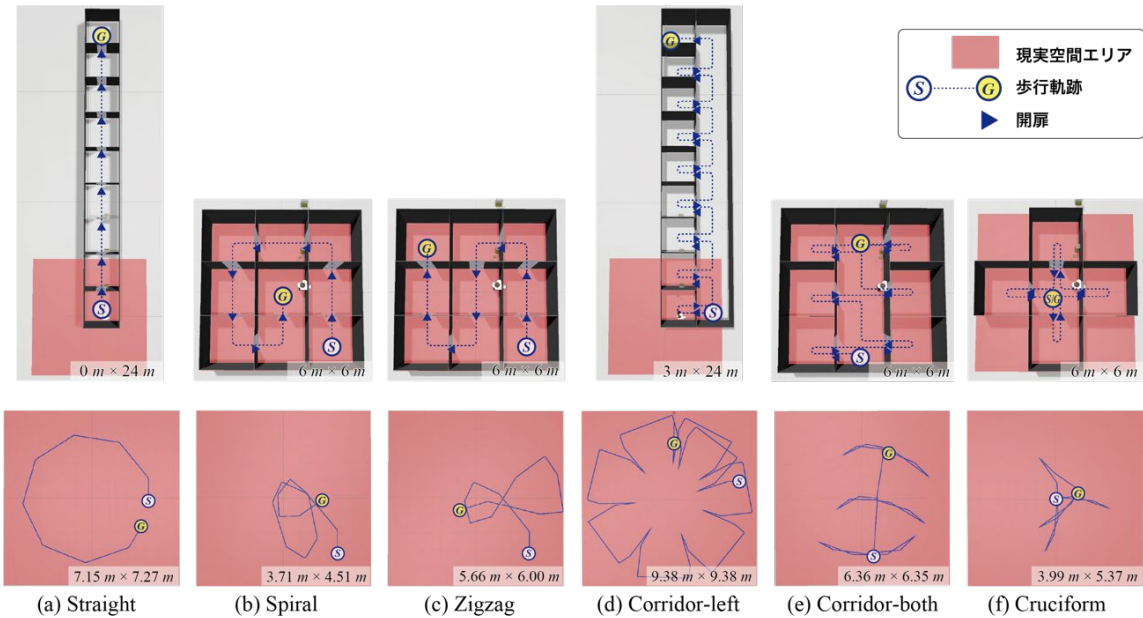 G
S
0 m × 24 m
G
S
6 m × 6 m
G
S
6 m × 6 m
G
S
3 m × 24 m
G
S
6 m × 6 m
S/G
6 m × 6 m
現実空間エリア
S G 歩行軌跡
開扉
S
G
7.15 m × 7.27 m
G
S
3.71 m × 4.51 m
G
S
5.66 m × 6.00 m
G
S
9.38 m × 9.38 m
G
S
6.36 m × 6.35 m
S G
3.99 m × 5.37 m
(a) Straight
(b) Spiral
(c) Zigzag
(d) Corridor-left
(e) Corridor-both
(f) Cruciform